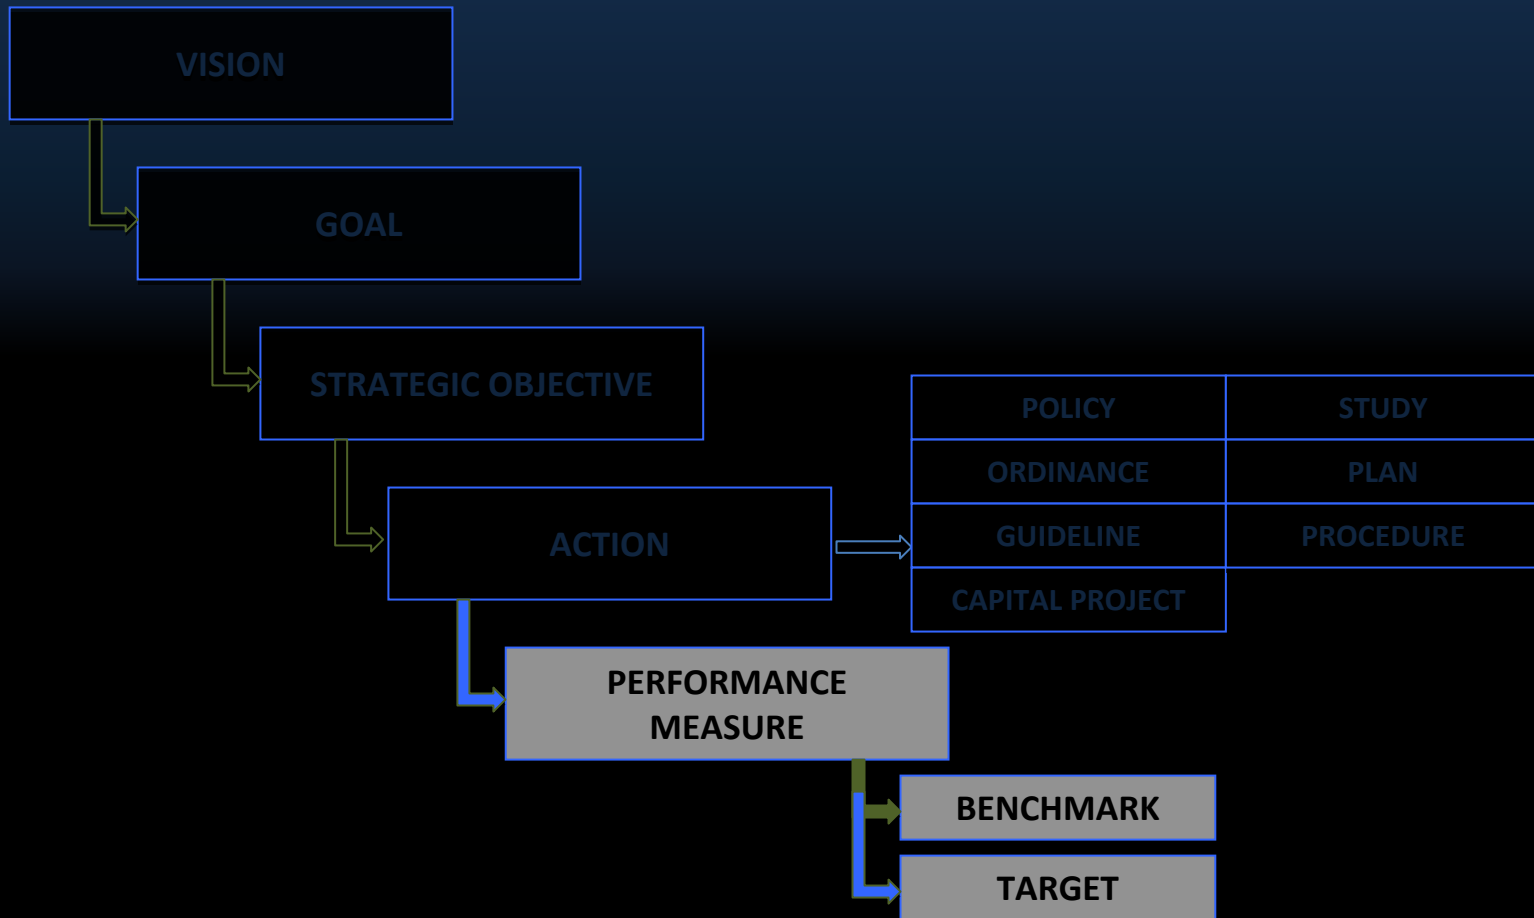 VISION
GOAL
STRATEGIC OBJECTIVE
POLICY
STUDY
ORDINANCE
PLAN
ACTION
GUIDELINE
PROCEDURE
CAPITAL PROJECT
PERFORMANCE
MEASURE
BENCHMARK
TARGET